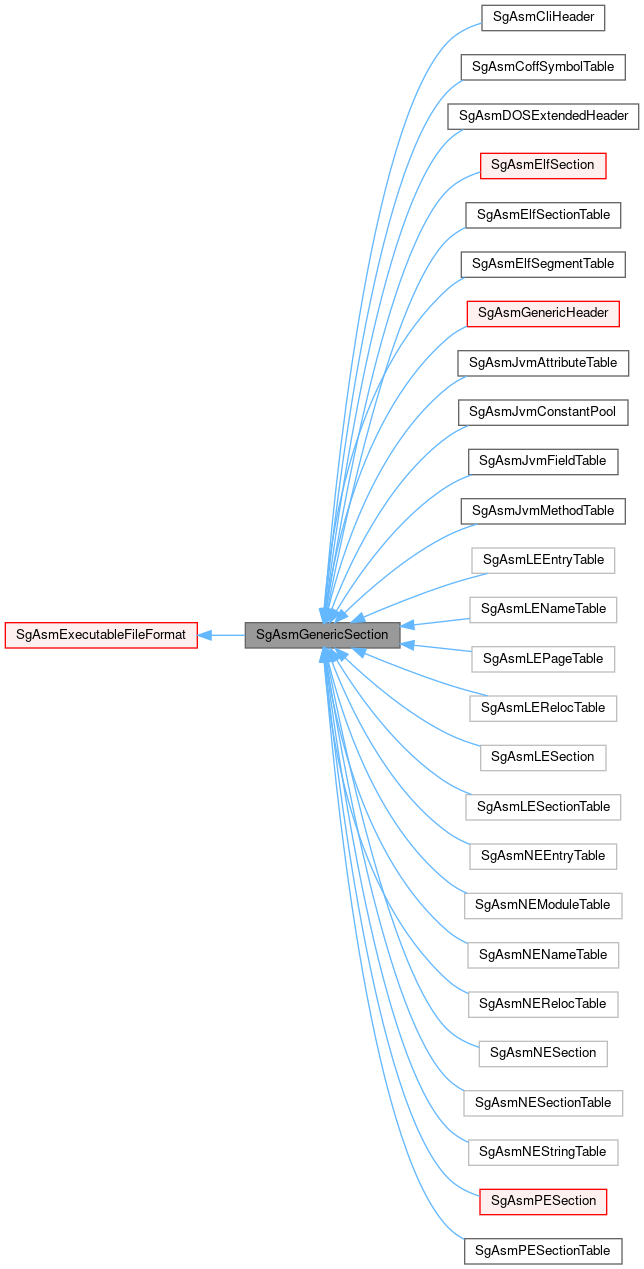 SgAsmCliHeader
SgAsmCoffSymbolTable
SgAsmDOSExtendedHeader
SgAsmElfSection
SgAsmElfSectionTable
SgAsmElfSegmentTable
SgAsmGenericHeader
SgAsmJvmAttributeTable
SgAsmJvmConstantPool
SgAsmJvmFieldTable
SgAsmJvmMethodTable
SgAsmLEEntryTable
SgAsmLENameTable
SgAsmExecutableFileFormat
SgAsmGenericSection
SgAsmLEPageTable
SgAsmLERelocTable
SgAsmLESection
SgAsmLESectionTable
SgAsmNEEntryTable
SgAsmNEModuleTable
SgAsmNENameTable
SgAsmNERelocTable
SgAsmNESection
SgAsmNESectionTable
SgAsmNEStringTable
SgAsmPESection
SgAsmPESectionTable